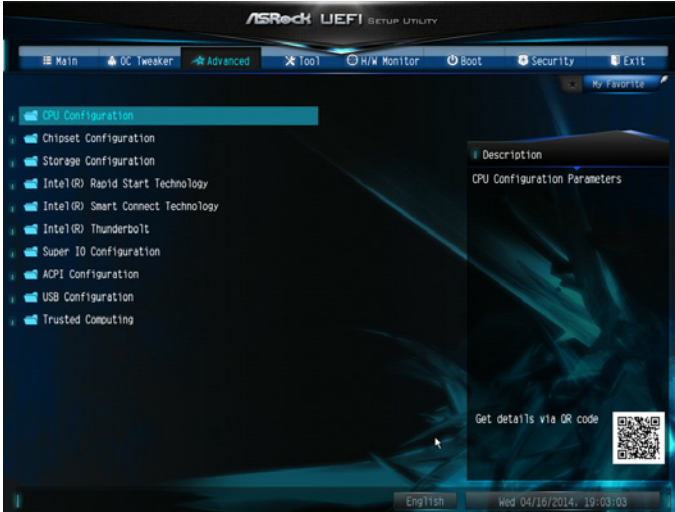 ASRock UEFI SETUP UTILITY
Main OC Tweaker Advanced Tool H/W Monitor Boot Security Exit
My Favorite
CPU Configuration
Chipset Configuration
Storage Configuration
Intel(R) Rapid Start Technology
Intel(R) Smart Connect Technology
Intel(R) Thunderbolt
Super IO Configuration
ACPI Configuration
USB Configuration
Trusted Computing
Description
CPU Configuration Parameters
Get details via QR code
English
Wed 04/16/2014. 19:03:03